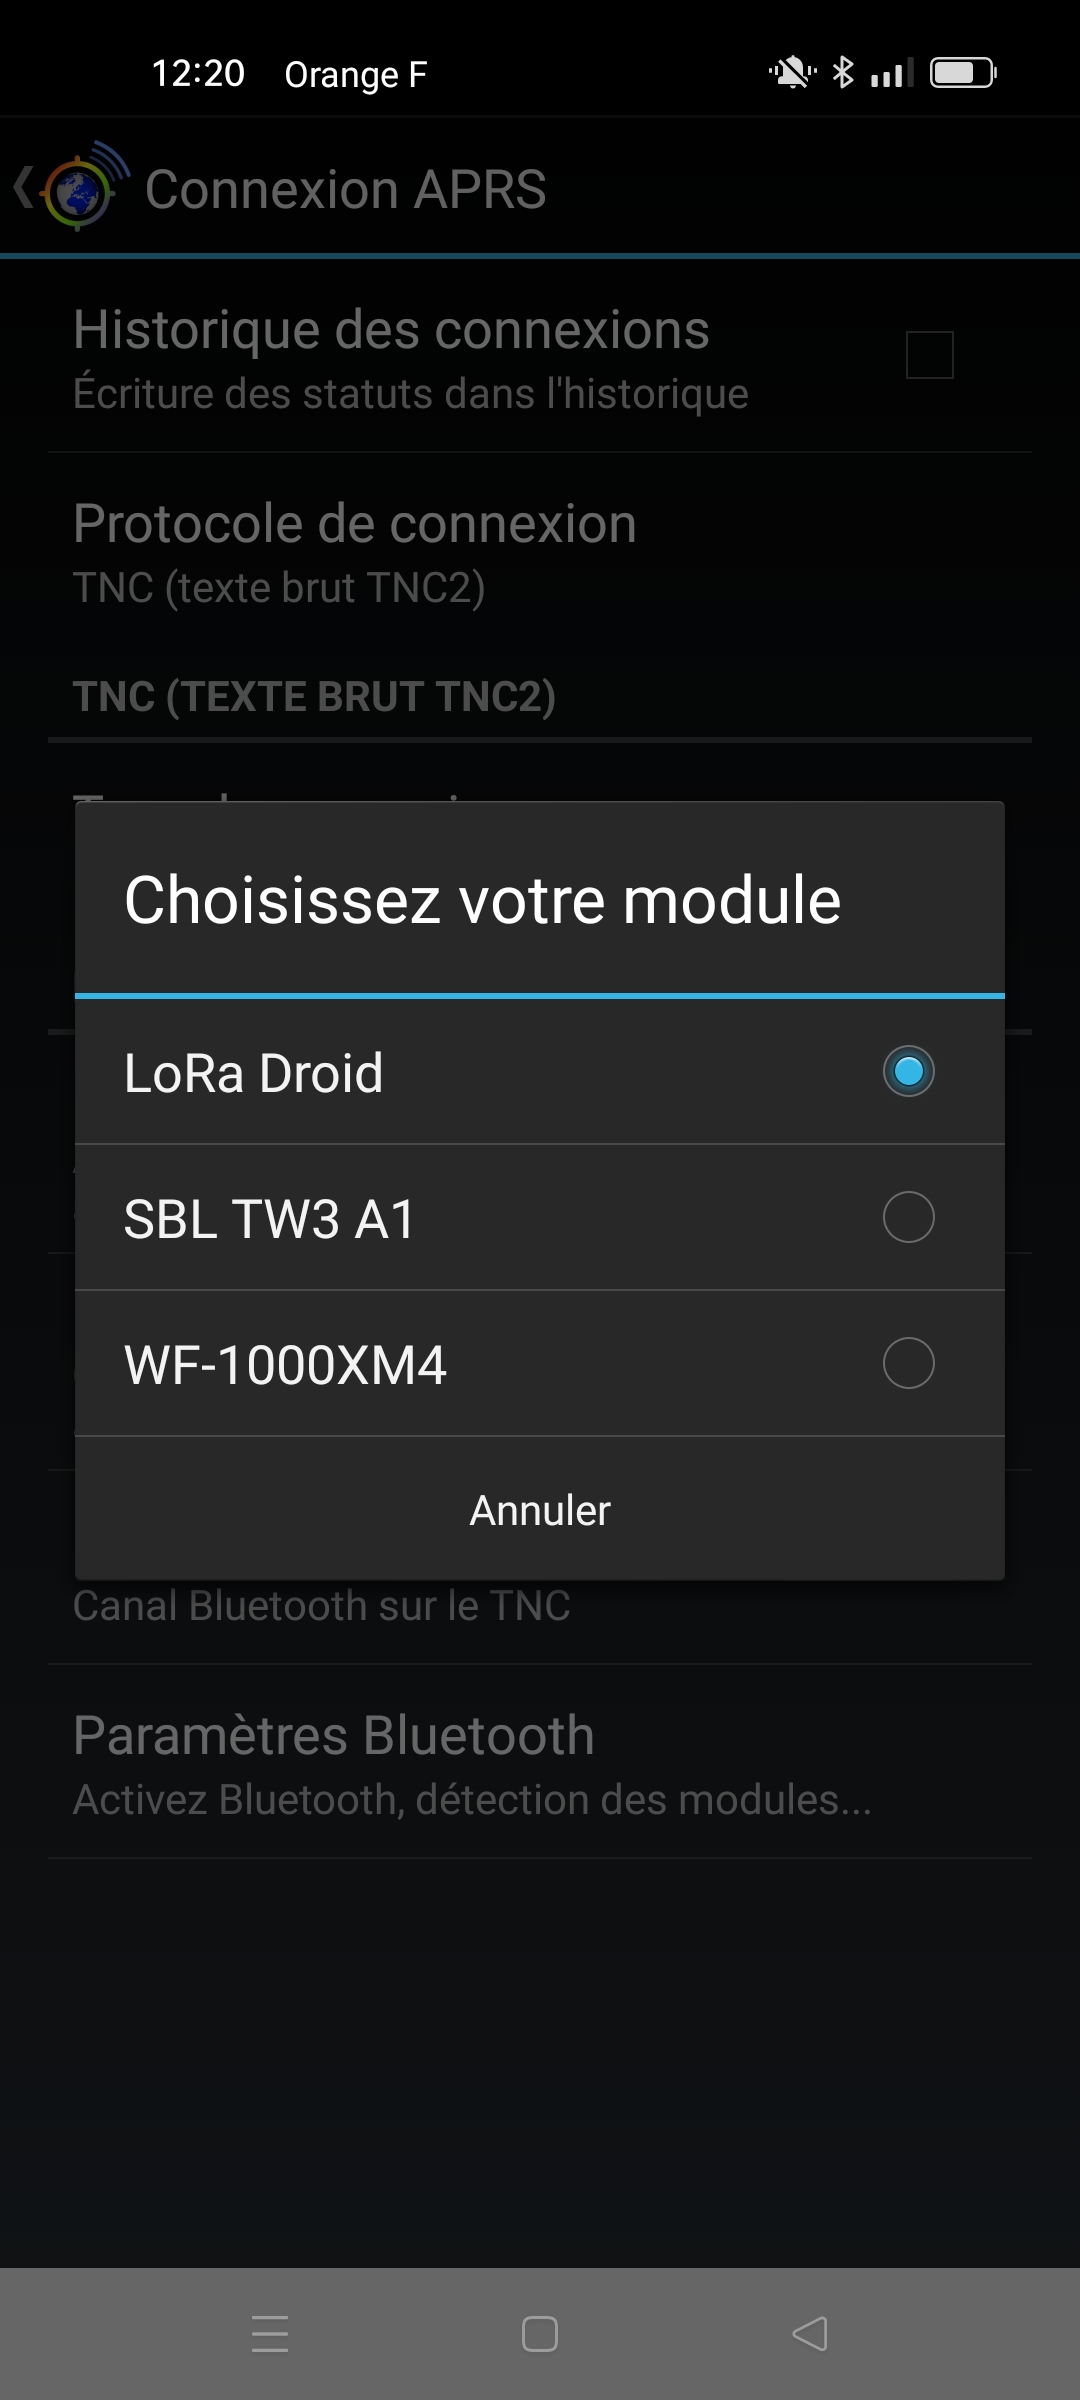 12:20 Orange F
Connexion APRS
Historique des connexions
Écriture des statuts dans l'historique
Protocole de connexion
TNC (texte brut TNC2)
TNC (TEXTE BRUT TNC2)
Choisissez votre module
LoRa Droid
SBL TW3 A1
WF-1000XM4
Annuler
Canal Bluetooth sur le TNC
Paramètres Bluetooth
Activez Bluetooth, détection des modules...